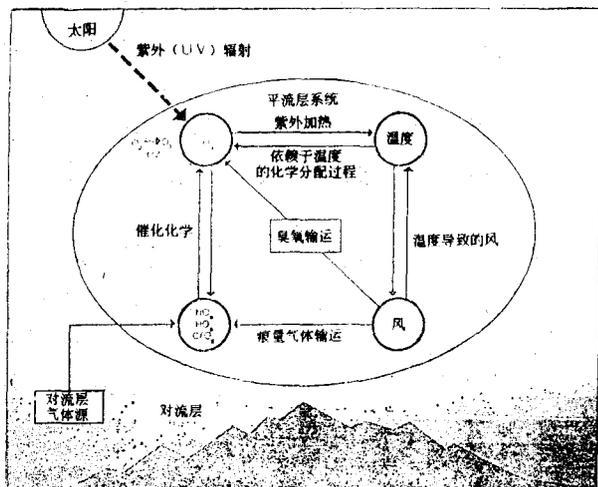 太阳
紫外（UV）辐射
平流层系统
紫外加热
温度
依赖于温度
的化学分配过程
催化化学
臭氧输运
温度导致的风
NOx
HOx
ClOx
痕量气体输运
风
对流层
气体源
对流层